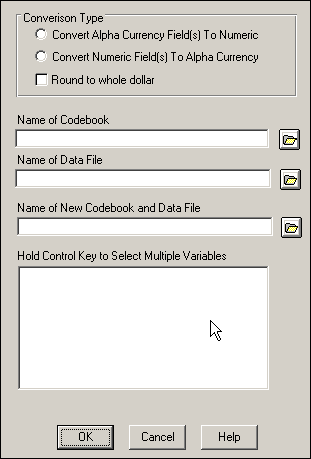 Converison Type
Convert Alpha Currency Field(s) To Numeric
Convert Numeric Field(s) To Alpha Currency
Round to whole dollar
Name of Codebook
Name of Data File
Name of New Codebook and Data File
Hold Control Key to Select Multiple Variables
OK Cancel Help